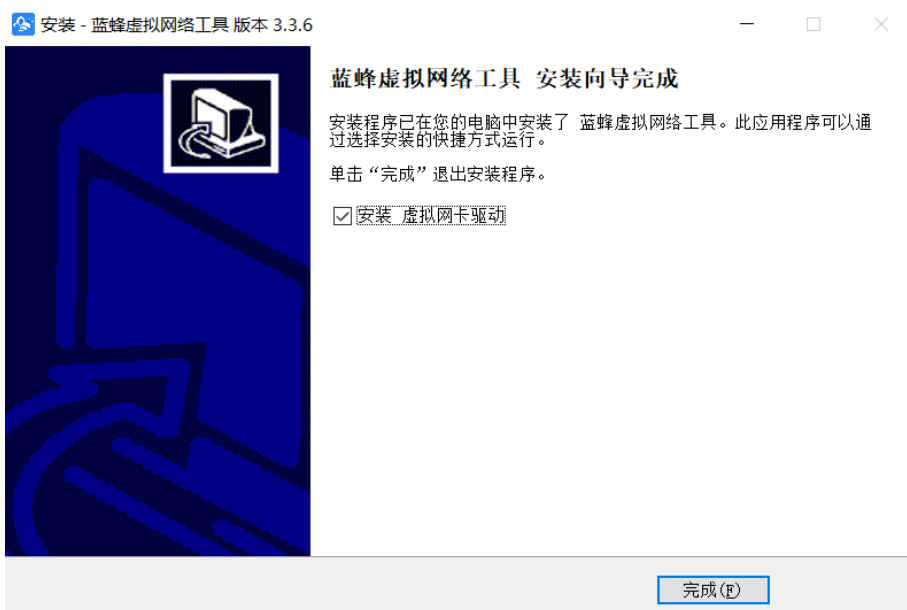 安装 - 蓝蜂虚拟网络工具 版本 3.3.6
蓝蜂虚拟网络工具 安装向导完成
安装程序已在您的电脑中安装了 蓝蜂虚拟网络工具。此应用程序可以通
过选择安装的快捷方式运行。
单击“完成”退出安装程序。
安装 虚拟网卡驱动
完成(F)